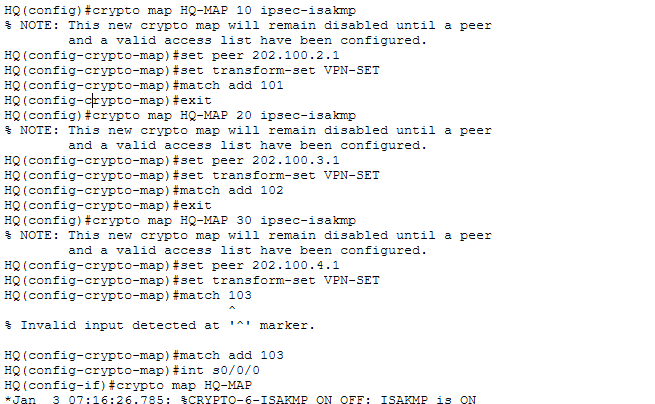 HQ(config)#crypto map HQ-MAP 10 ipsec-isakmp
% NOTE: This new crypto map will remain disabled until a peer
        and a valid access list have been configured.
HQ(config-crypto-map)#set peer 202.100.2.1
HQ(config-crypto-map)#set transform-set VPN-SET
HQ(config-crypto-map)#match add 101
HQ(config-crypto-map)#exit
HQ(config)#crypto map HQ-MAP 20 ipsec-isakmp
% NOTE: This new crypto map will remain disabled until a peer
        and a valid access list have been configured.
HQ(config-crypto-map)#set peer 202.100.3.1
HQ(config-crypto-map)#set transform-set VPN-SET
HQ(config-crypto-map)#match add 102
HQ(config-crypto-map)#exit
HQ(config)#crypto map HQ-MAP 30 ipsec-isakmp
% NOTE: This new crypto map will remain disabled until a peer
        and a valid access list have been configured.
HQ(config-crypto-map)#set peer 202.100.4.1
HQ(config-crypto-map)#set transform-set VPN-SET
HQ(config-crypto-map)#match 103
                            ^
% Invalid input detected at '^' marker.

HQ(config-crypto-map)#match add 103
HQ(config-crypto-map)#int s0/0/0
HQ(config-if)#crypto map HQ-MAP
*Jan  3 07:16:26.785: %CRYPTO-6-ISAKMP_ON_OFF: ISAKMP is ON